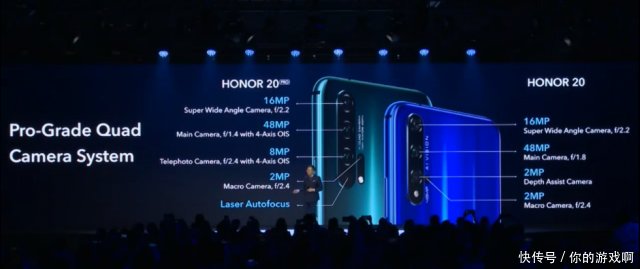 Pro-Grade Quad
Camera System
HONOR 20 PRO
16MP
Super Wide Angle Camera, f/2.2
48MP
Main Camera, f/1.4 with 4-Axis OIS
8MP
Telephoto Camera, f/2.4 with 4-Axis OIS
2MP
Macro Camera, f/2.4
Laser Autofocus
AI VISION
HONOR 20
16MP
Super Wide Angle Camera, f/2.2
48MP
Main Camera, f/1.8
2MP
Depth Assist Camera
2MP
Macro Camera, f/2.4
快传号/你的游戏啊